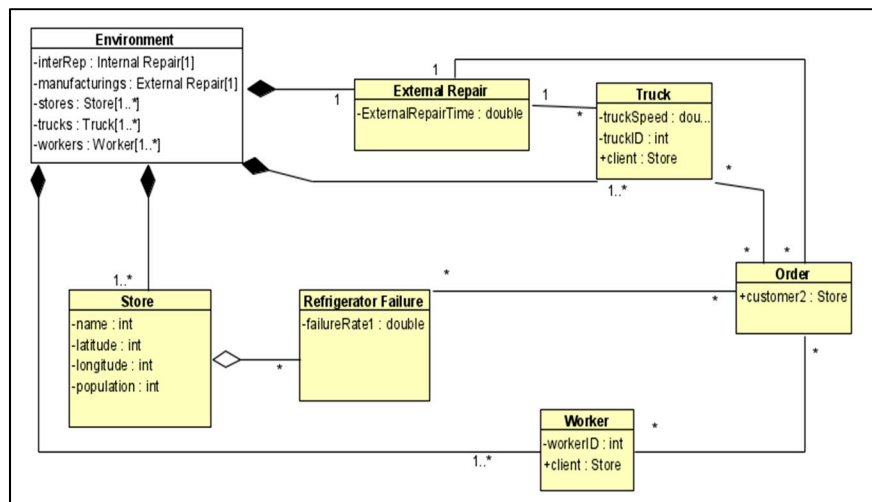 Environment
-interRep : Internal Repair[1]
-manufacturings : External Repair[1]
-stores : Store[1..*]
-trucks : Truck[1..*]
-workers : Worker[1..*]
1
External Repair
-ExternalRepairTime : double
1
1
*
Truck
-truckSpeed : dou...
-truckID : int
+client : Store
1..*
*
*
*
Order
+customer2 : Store
*
*
*
1..*
Store
-name : int
-latitude : int
-longitude : int
-population : int
*
Refrigerator Failure
-failureRate1 : double
Worker
-workerID : int
+client : Store
*
1..*